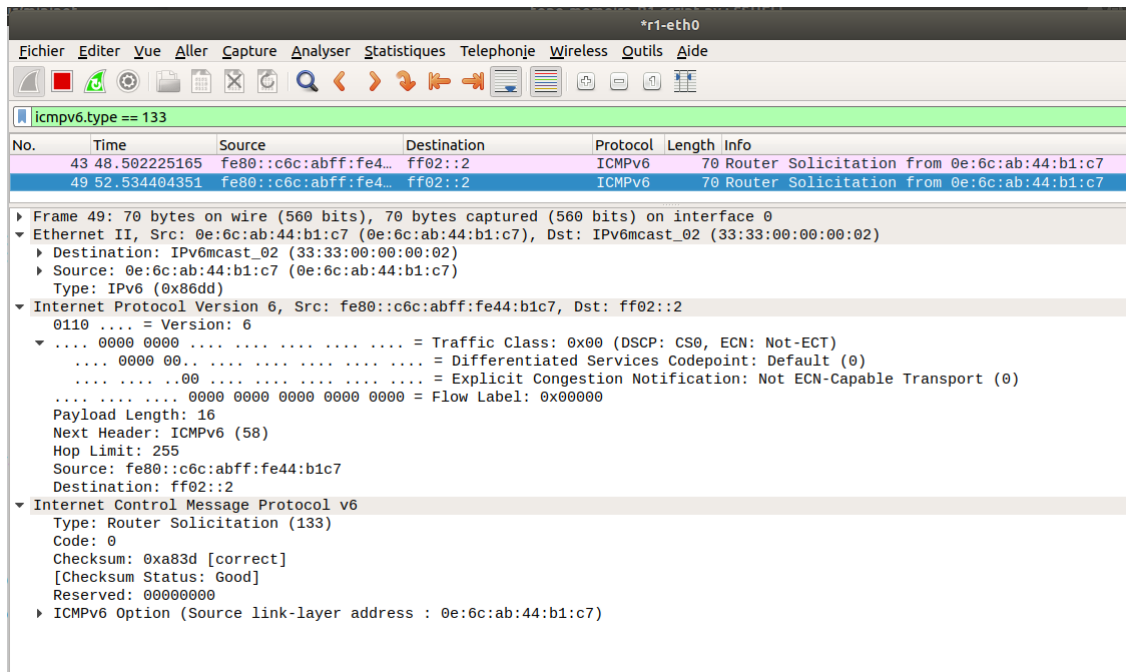 *r1-eth0
Fichier Editer Vue Aller Capture Analyser Statistiques Telephonie Wireless Outils Aide
icmpv6.type == 133
No. Time Source Destination Protocol Length Info
43 48.502225165 fe80::c6c:abff:fe4… ff02::2 ICMPv6 70 Router Solicitation from 0e:6c:ab:44:b1:c7
49 52.534404351 fe80::c6c:abff:fe4… ff02::2 ICMPv6 70 Router Solicitation from 0e:6c:ab:44:b1:c7
Frame 49: 70 bytes on wire (560 bits), 70 bytes captured (560 bits) on interface 0
Ethernet II, Src: 0e:6c:ab:44:b1:c7 (0e:6c:ab:44:b1:c7), Dst: IPv6mcast_02 (33:33:00:00:00:02)
Destination: IPv6mcast_02 (33:33:00:00:00:02)
Source: 0e:6c:ab:44:b1:c7 (0e:6c:ab:44:b1:c7)
Type: IPv6 (0x86dd)
Internet Protocol Version 6, Src: fe80::c6c:abff:fe44:b1c7, Dst: ff02::2
0110 .... = Version: 6
.... 0000 0000 .... .... .... .... .... = Traffic Class: 0x00 (DSCP: CS0, ECN: Not-ECT)
.... 0000 00.. .... .... .... .... .... = Differentiated Services Codepoint: Default (0)
.... .... ..00 .... .... .... .... .... = Explicit Congestion Notification: Not ECN-Capable Transport (0)
.... .... .... 0000 0000 0000 0000 0000 = Flow Label: 0x00000
Payload Length: 16
Next Header: ICMPv6 (58)
Hop Limit: 255
Source: fe80::c6c:abff:fe44:b1c7
Destination: ff02::2
Internet Control Message Protocol v6
Type: Router Solicitation (133)
Code: 0
Checksum: 0xa83d [correct]
[Checksum Status: Good]
Reserved: 00000000
ICMPv6 Option (Source link-layer address : 0e:6c:ab:44:b1:c7)